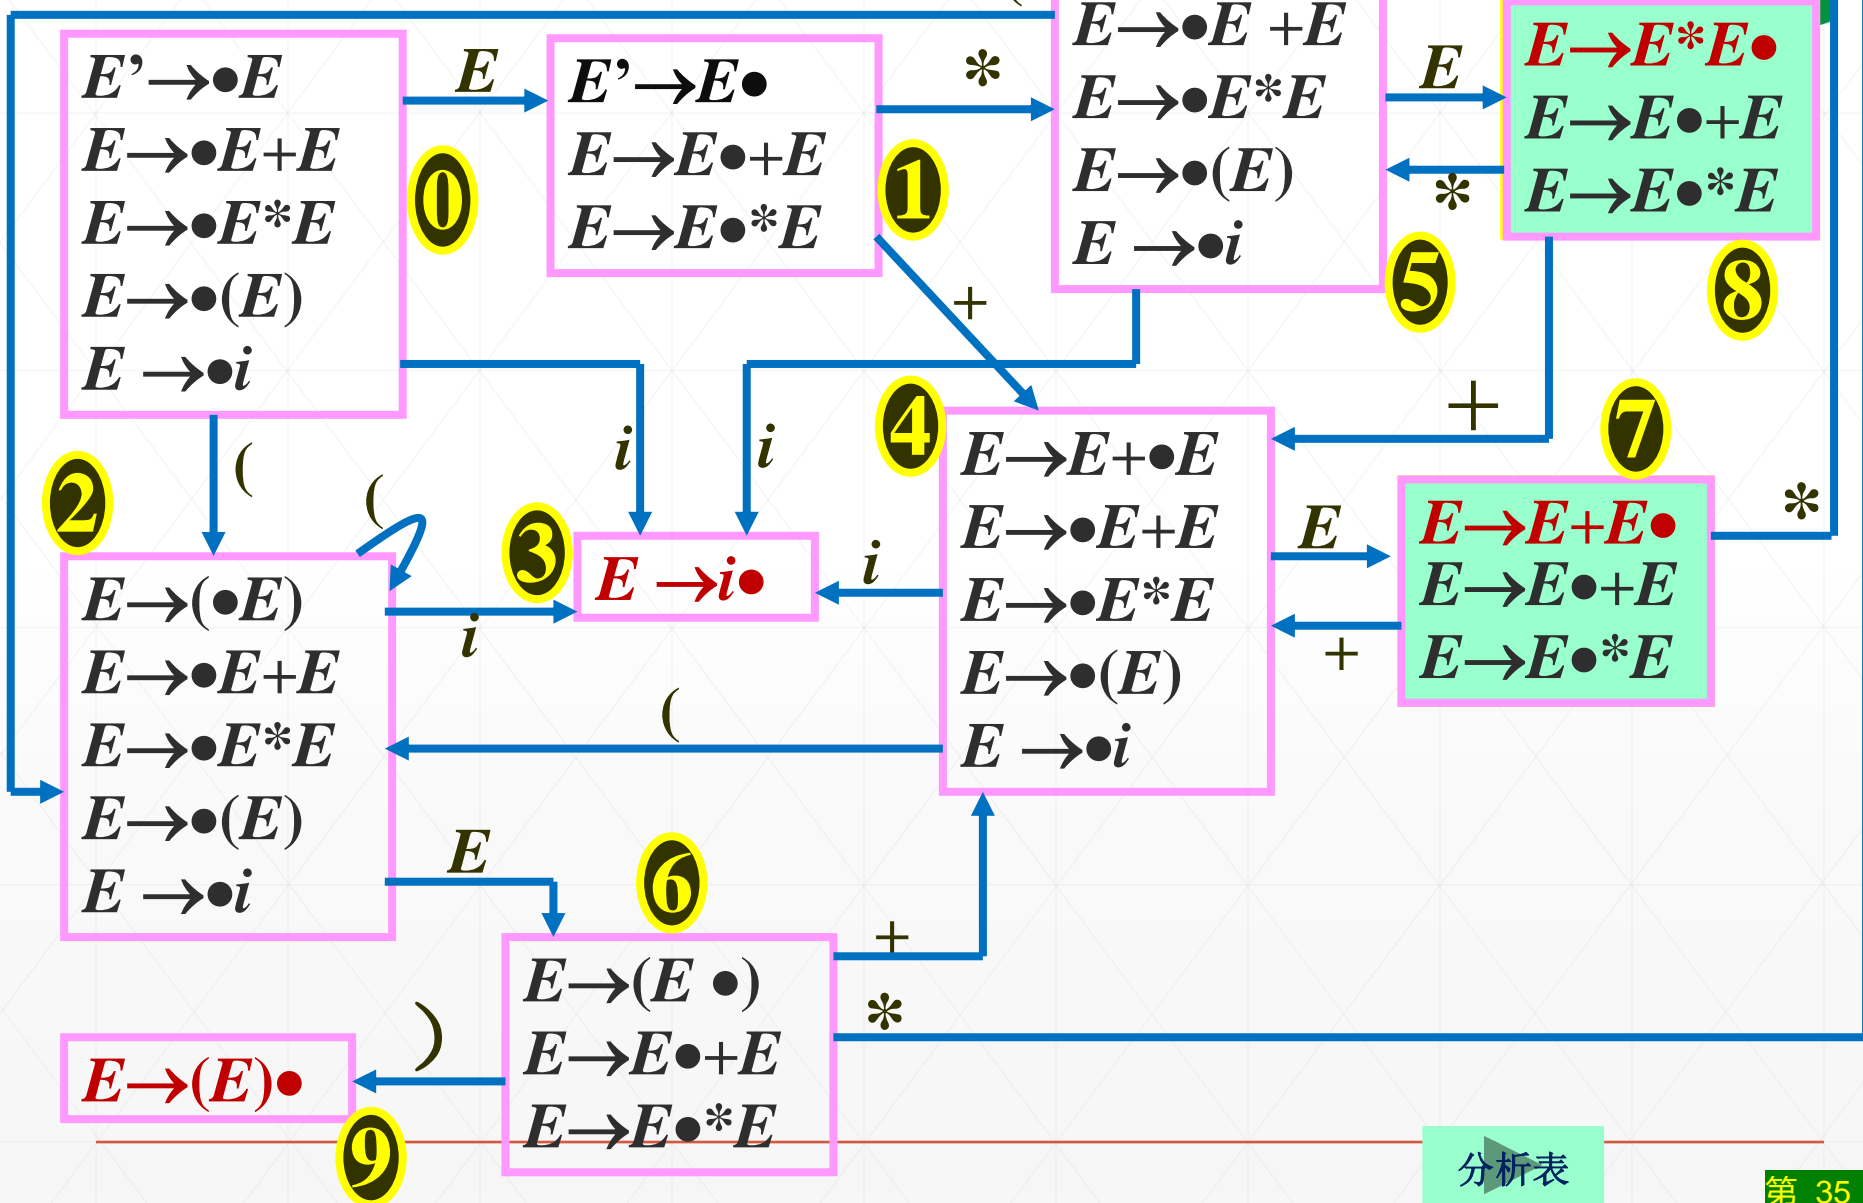 E’→●E
E→●E+E
E→●E*E
E→●(E)
E →●i
0
E
E’→E●
E→E●+E
E→E●*E
1
*
+
E→●E +E
E→●E*E
E→●(E)
E →●i
5
E
*
E→E*E●
E→E●+E
E→E●*E
8
+
(
2
(
i
i
3
E →i●
i
4
E→E+●E
E→●E+E
E→●E*E
E→●(E)
E →●i
E
+
7
E→E+E●
E→E●+E
E→E●*E
*
E→(●E)
E→●E+E
E→●E*E
E→●(E)
E →●i
i
(
E
6
E→(E ●)
E→E●+E
E→E●*E
+
*
)
E→(E)●
9
分析表
第 35